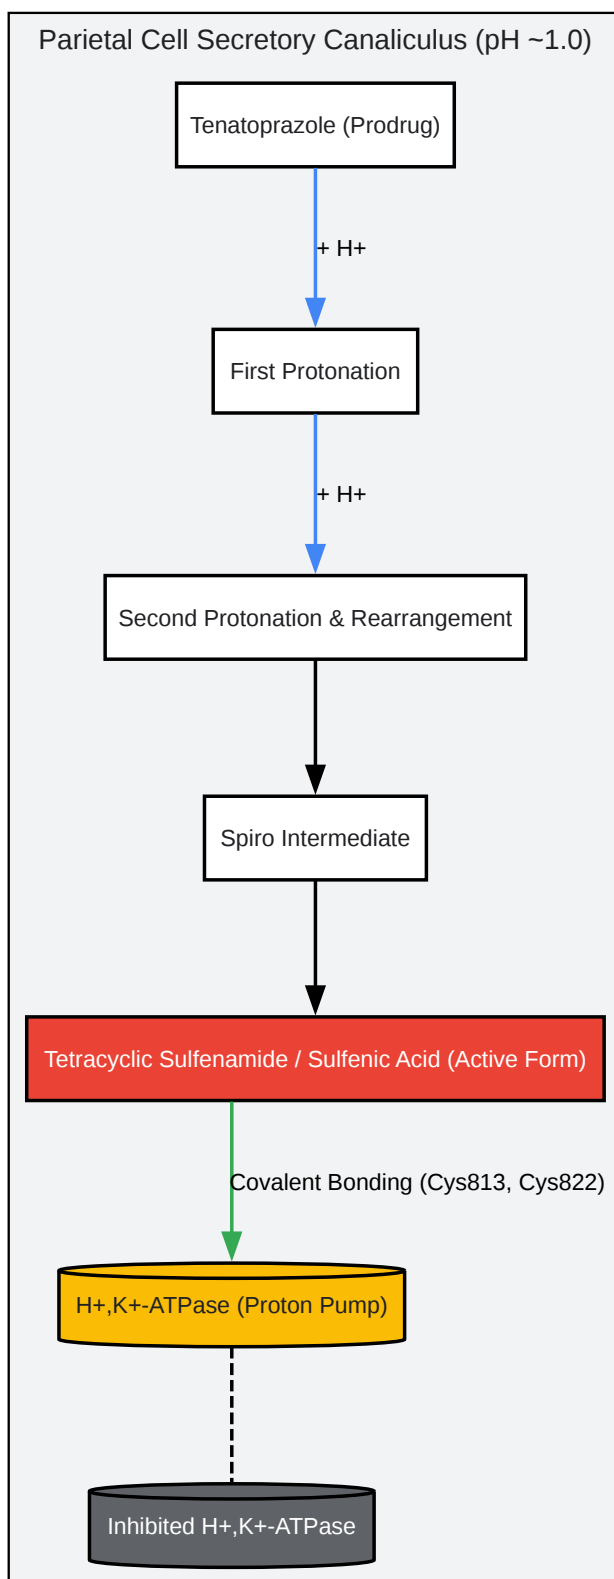 Parietal Cell Secretory Canaliculus (pH ~1.0)
Tenatoprazole (Prodrug)
+ H+
First Protonation
+ H+
Second Protonation & Rearrangement
Spiro Intermediate
Tetracyclic Sulfenamide / Sulfenic Acid (Active Form)
Covalent Bonding (Cys813, Cys822)
H+,K+-ATPase (Proton Pump)
Inhibited H+,K+-ATPase